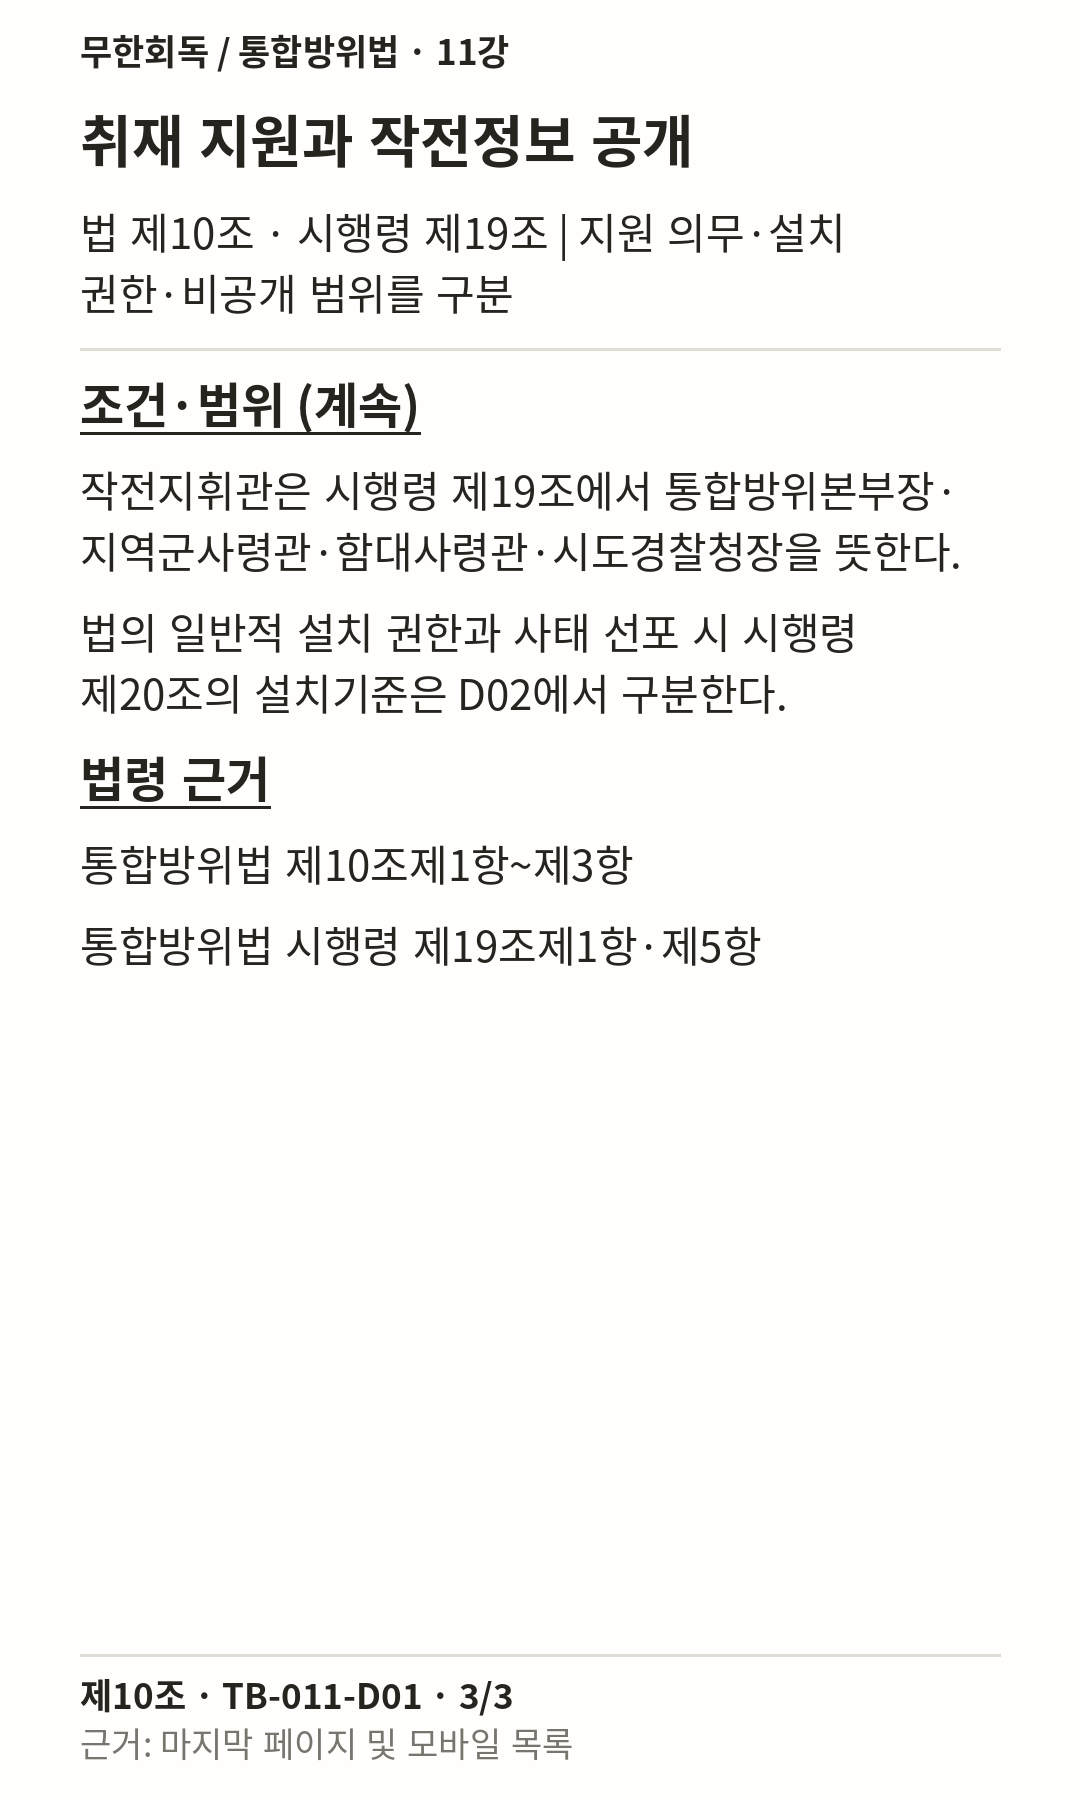 무한회독 / 통합방위법 · 11강
취재 지원과 작전정보 공개
법 제10조 · 시행령 제19조 | 지원 의무·설치
권한·비공개 범위를 구분
조건·범위 (계속)
작전지휘관은 시행령 제19조에서 통합방위본부장·
지역군사령관·함대사령관·시도경찰청장을 뜻한다.
법의 일반적 설치 권한과 사태 선포 시 시행령
제20조의 설치기준은 D02에서 구분한다.
법령 근거
통합방위법 제10조제1항~제3항
통합방위법 시행령 제19조제1항·제5항
제10조 · TB-011-D01 · 3/3
근거: 마지막 페이지 및 모바일 목록